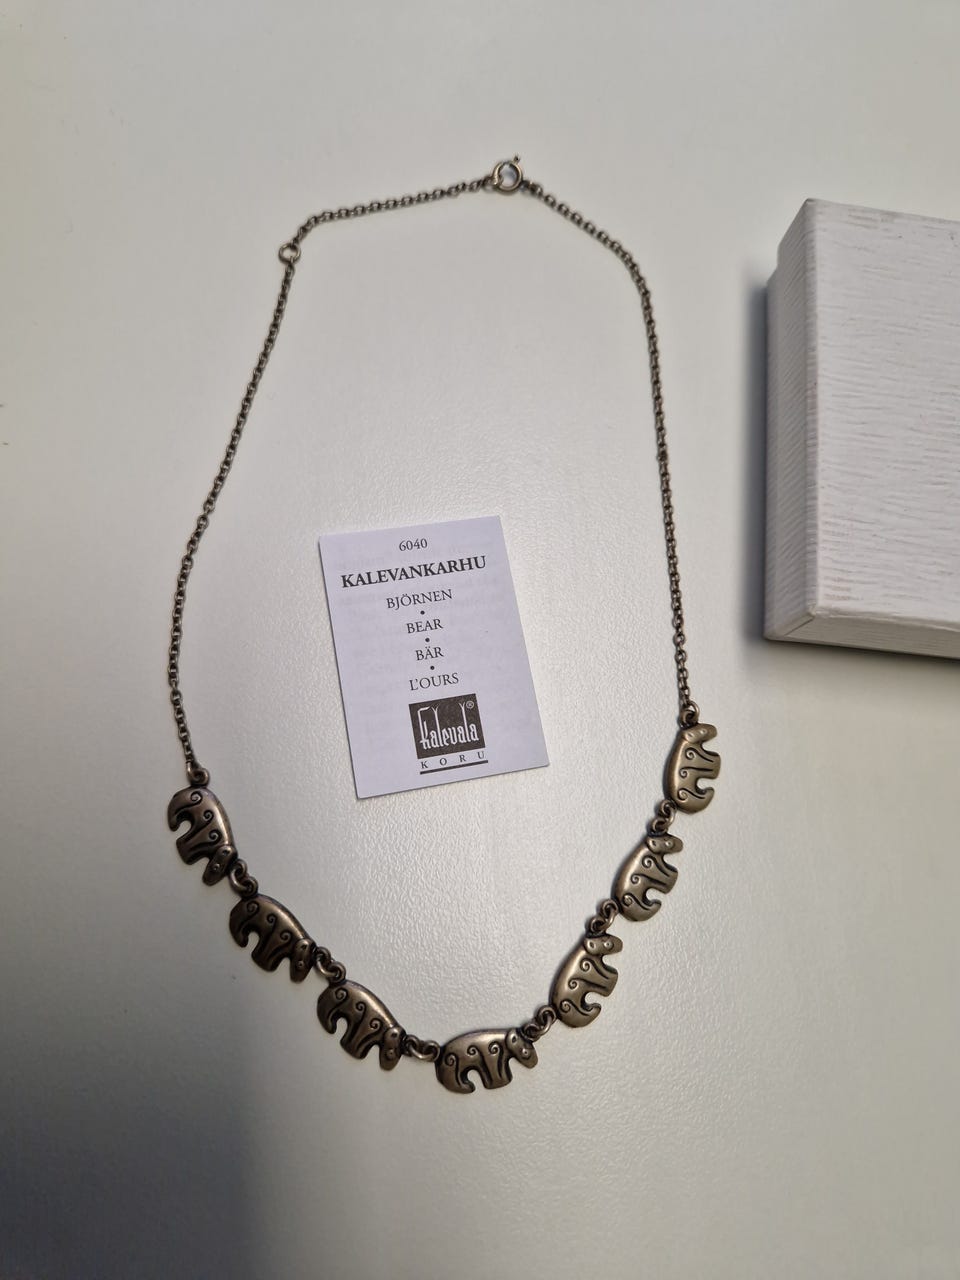 6040
KALEVANKARHU
BJÖRNEN
•
BEAR
•
BÄR
•
L'OURS
Kalevala®
KORU